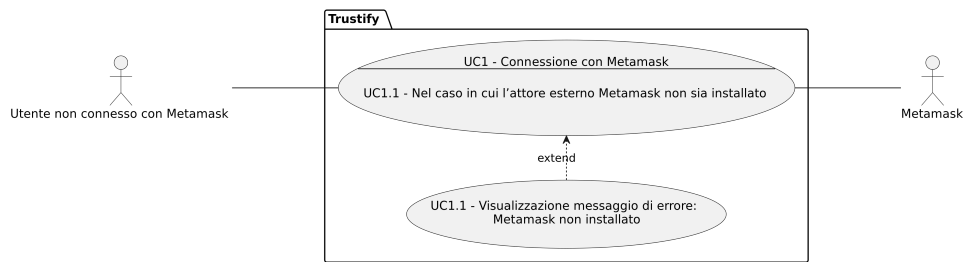 Trustify
UC1 - Connessione con Metamask
UC1.1 - Nel caso in cui l'attore esterno Metamask non sia installato
Utente non connesso con Metamask
Metamask
extend
UC1.1 - Visualizzazione messaggio di errore:
Metamask non installato